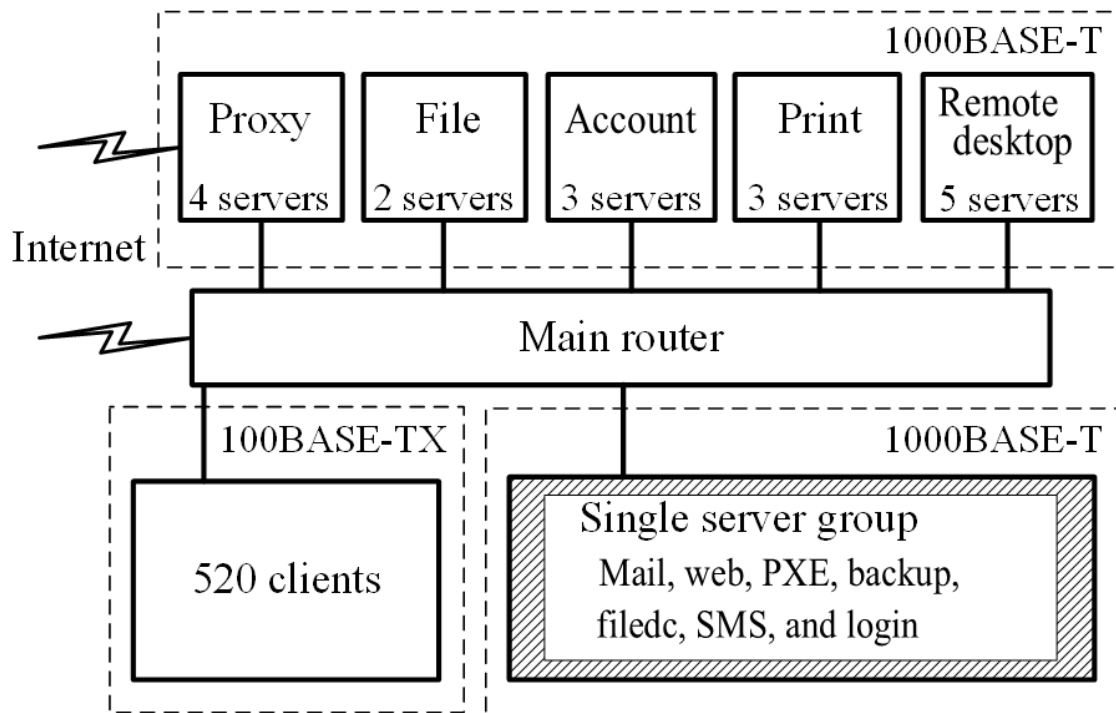 1000BASE-T
Proxy
4 servers
File
2 servers
Account
3 servers
Print
3 servers
Remote
desktop
5 servers
Internet
Main router
100BASE-TX
520 clients
1000BASE-T
Single server group
Mail, web, PXE, backup,
filedc, SMS, and login